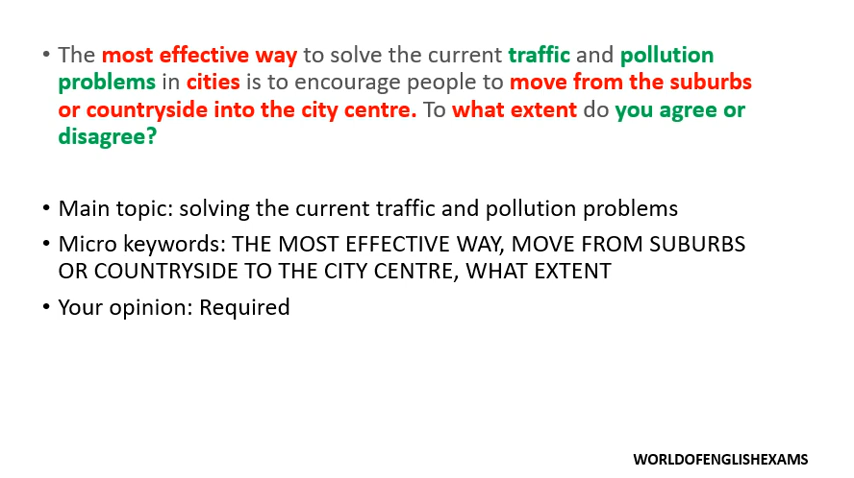 • The most effective way to solve the current traffic and pollution
problems in cities is to encourage people to move from the suburbs
or countryside into the city centre. To what extent do you agree or
disagree?
• Main topic: solving the current traffic and pollution problems
• Micro keywords: THE MOST EFFECTIVE WAY, MOVE FROM SUBURBS
OR COUNTRYSIDE TO THE CITY CENTRE, WHAT EXTENT
• Your opinion: Required
WORLDOFENGLISHEXAMS